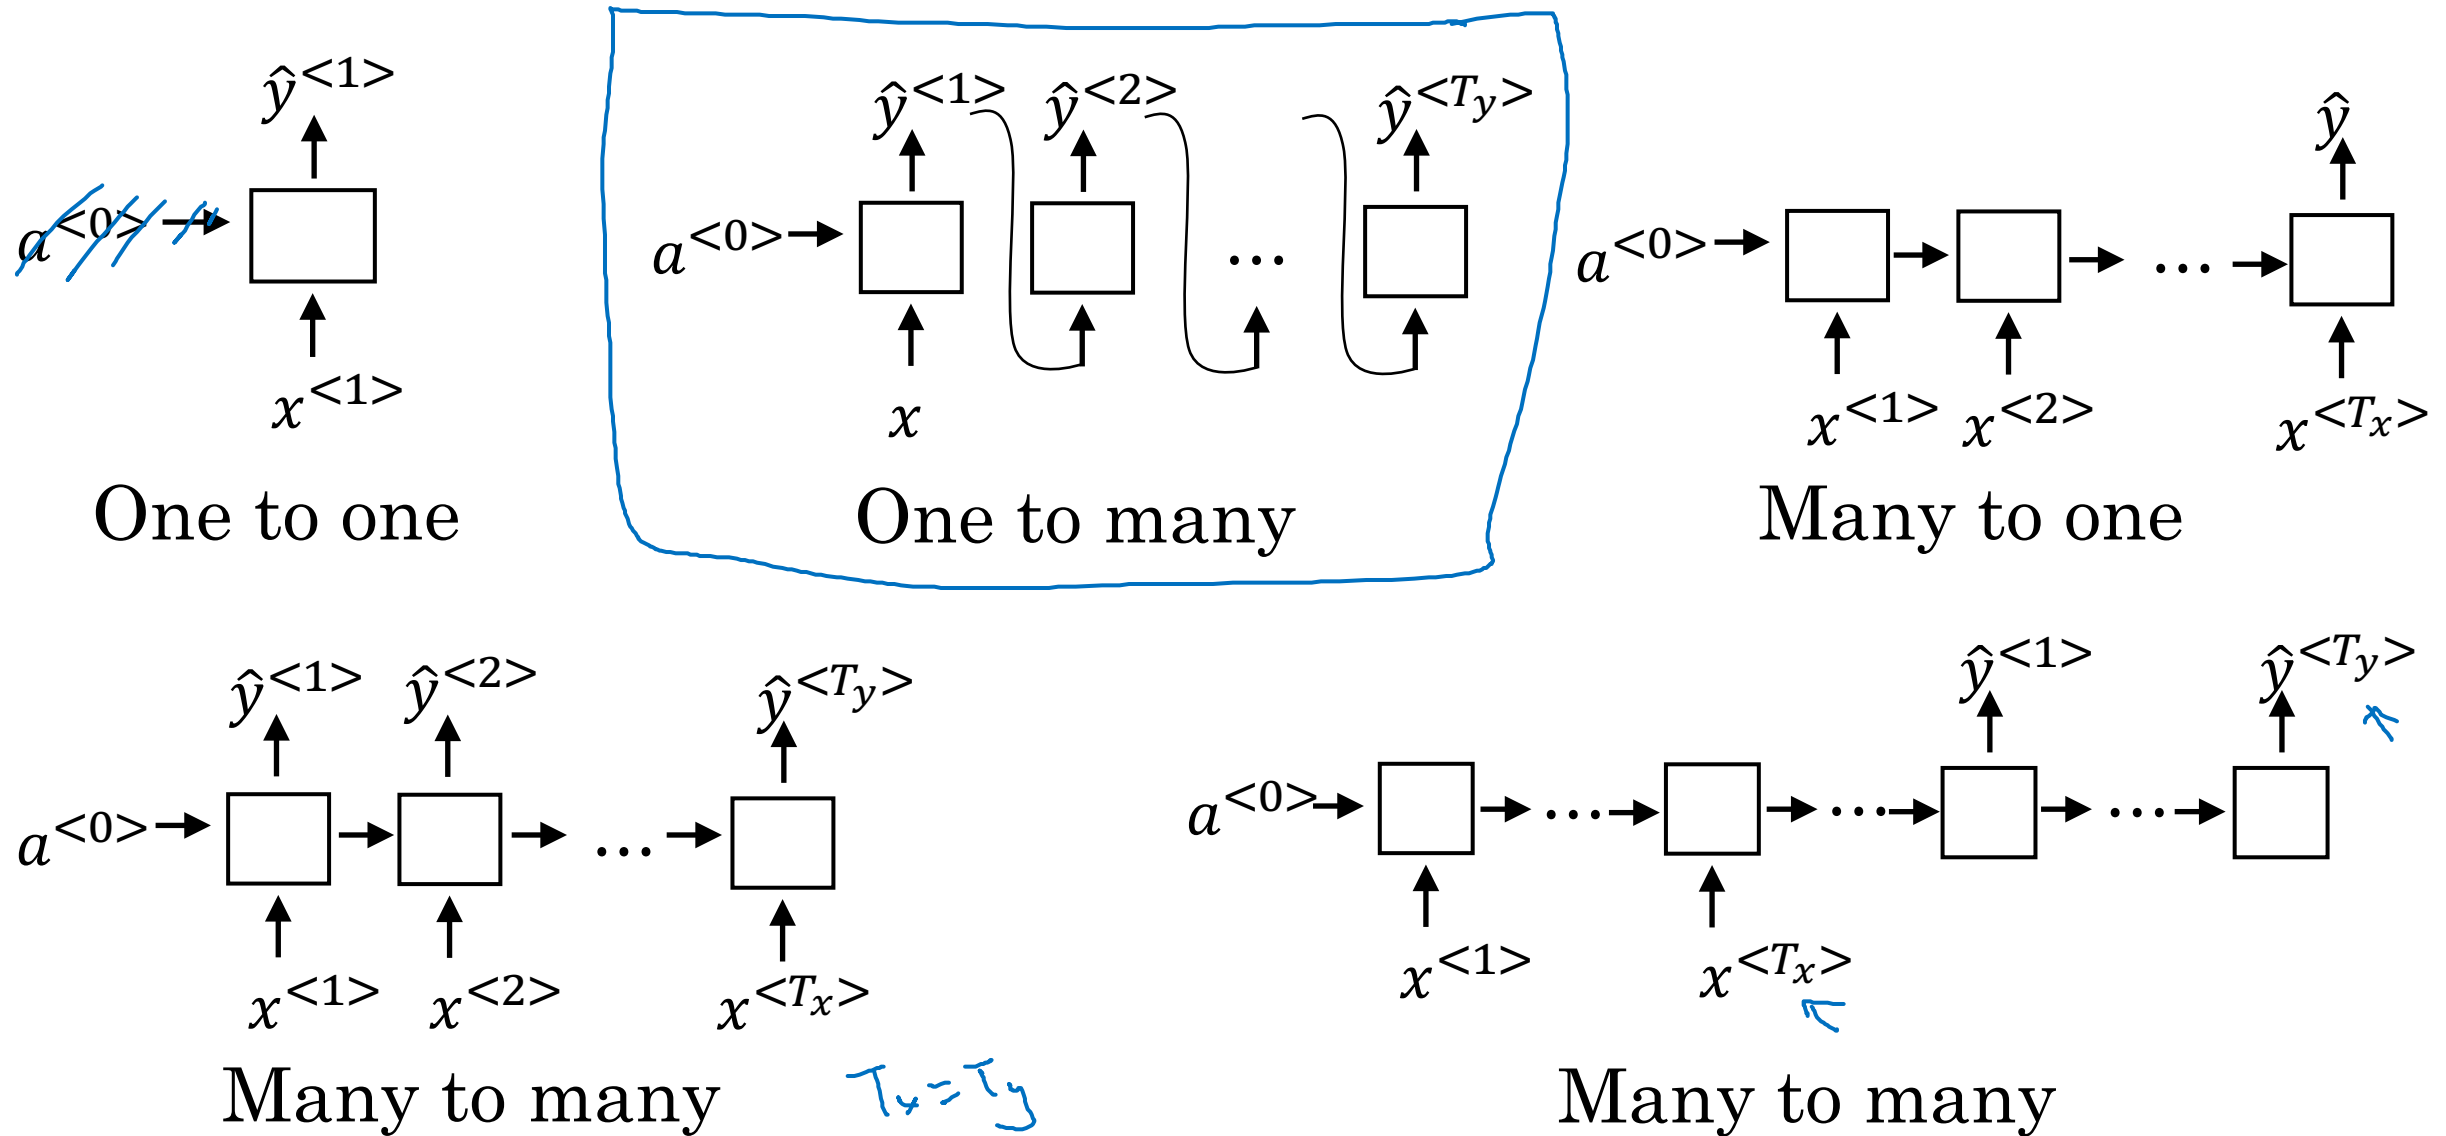 ŷ<1>
a<0>
x<1>
One to one
ŷ<1> ŷ<2> ŷ<Ty>
a<0> ...
x
One to many
ŷ
a<0> ...
x<1> x<2> x<Tx>
Many to one
ŷ<1> ŷ<2> ŷ<Ty>
a<0> ...
x<1> x<2> x<Tx>
Many to many Tx=Ty
ŷ<1> ŷ<Ty>
a<0> ... ... ...
x<1> x<Tx>
Many to many